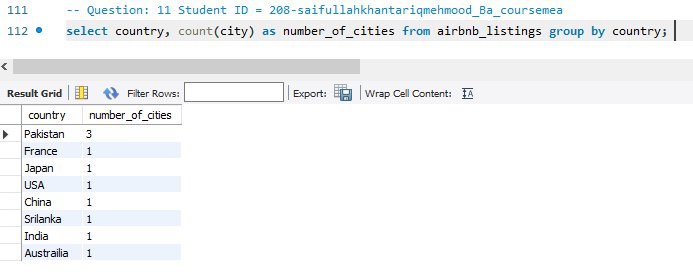 111 -- Question: 11 Student ID = 208-saifullahkhantariqmehmood_Ba_coursemea
112 select country, count(city) as number_of_cities from airbnb_listings group by country;
Result Grid Filter Rows: Export: Wrap Cell Content: IA
country number_of_cities
Pakistan 3
France 1
Japan 1
USA 1
China 1
Srilanka 1
India 1
Austrailia 1